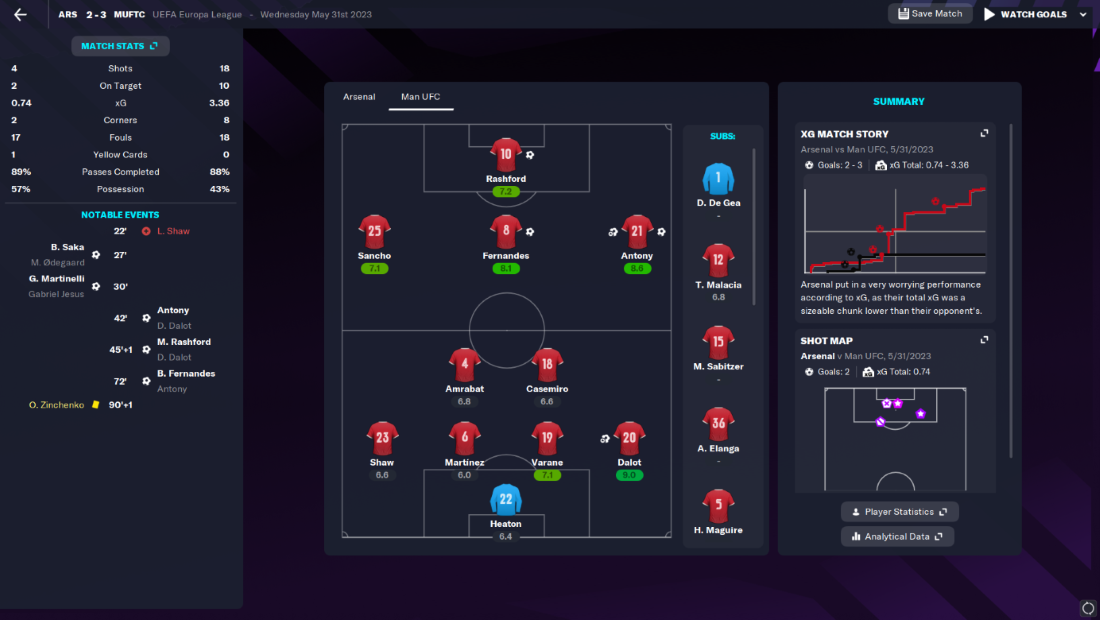 ARS 2 - 3 MUFTC UEFA Europa League - Wednesday May 31st 2023
Save Match
WATCH GOALS
MATCH STATS
4 Shots 18
2 On Target 10
0.74 xG 3.36
2 Corners 8
17 Fouls 18
1 Yellow Cards 0
89% Passes Completed 88%
57% Possession 43%
NOTABLE EVENTS
22' L. Shaw
B. Saka
M. Ødegaard
27'
G. Martinelli
Gabriel Jesus
30'
42'
Antony
D. Dalot
45'+1
M. Rashford
D. Dalot
72'
B. Fernandes
Antony
O. Zinchenko 90'+1
Arsenal Man UFC
10
Rashford
7.2
25
Sancho
7.1
8
Fernandes
8.1
21
Antony
8.6
4
Amrabat
6.8
18
Casemiro
6.6
23
Shaw
6.6
6
Martínez
6.0
19
Varane
7.1
20
Dalot
9.0
22
Heaton
6.4
SUBS:
1
D. De Gea
-
12
T. Malacia
6.8
15
M. Sabitzer
-
36
A. Elanga
-
5
H. Maguire
SUMMARY
XG MATCH STORY
Arsenal vs Man UFC, 5/31/2023
Goals: 2 - 3 xG Total: 0.74 - 3.36
Arsenal put in a very worrying performance
according to xG, as their total xG was a
sizeable chunk lower than their opponent's.
SHOT MAP
Arsenal v Man UFC, 5/31/2023
Goals: 2 xG Total: 0.74
Player Statistics
Analytical Data